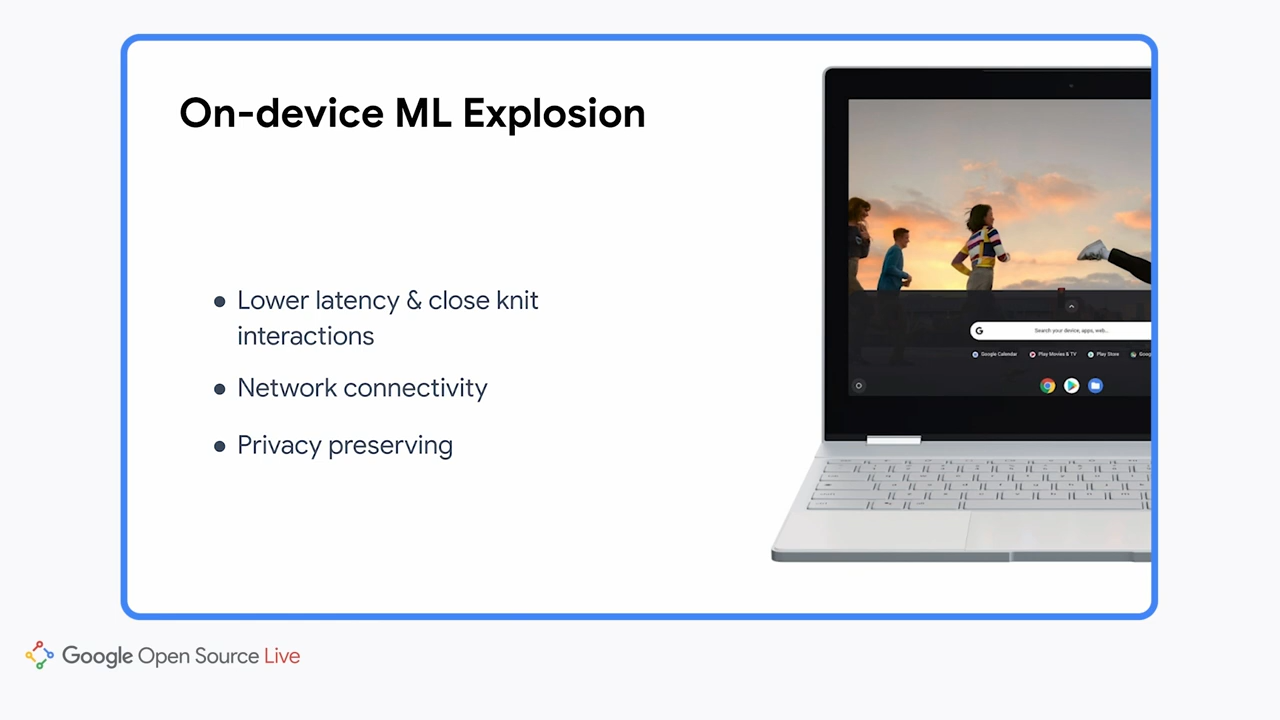 On-device ML Explosion
● Lower latency & close knit
interactions
● Network connectivity
● Privacy preserving
G
Search your device, apps, web...
Google Calendar
Play Movies & TV
Play Store
Goog
Google Open Source Live